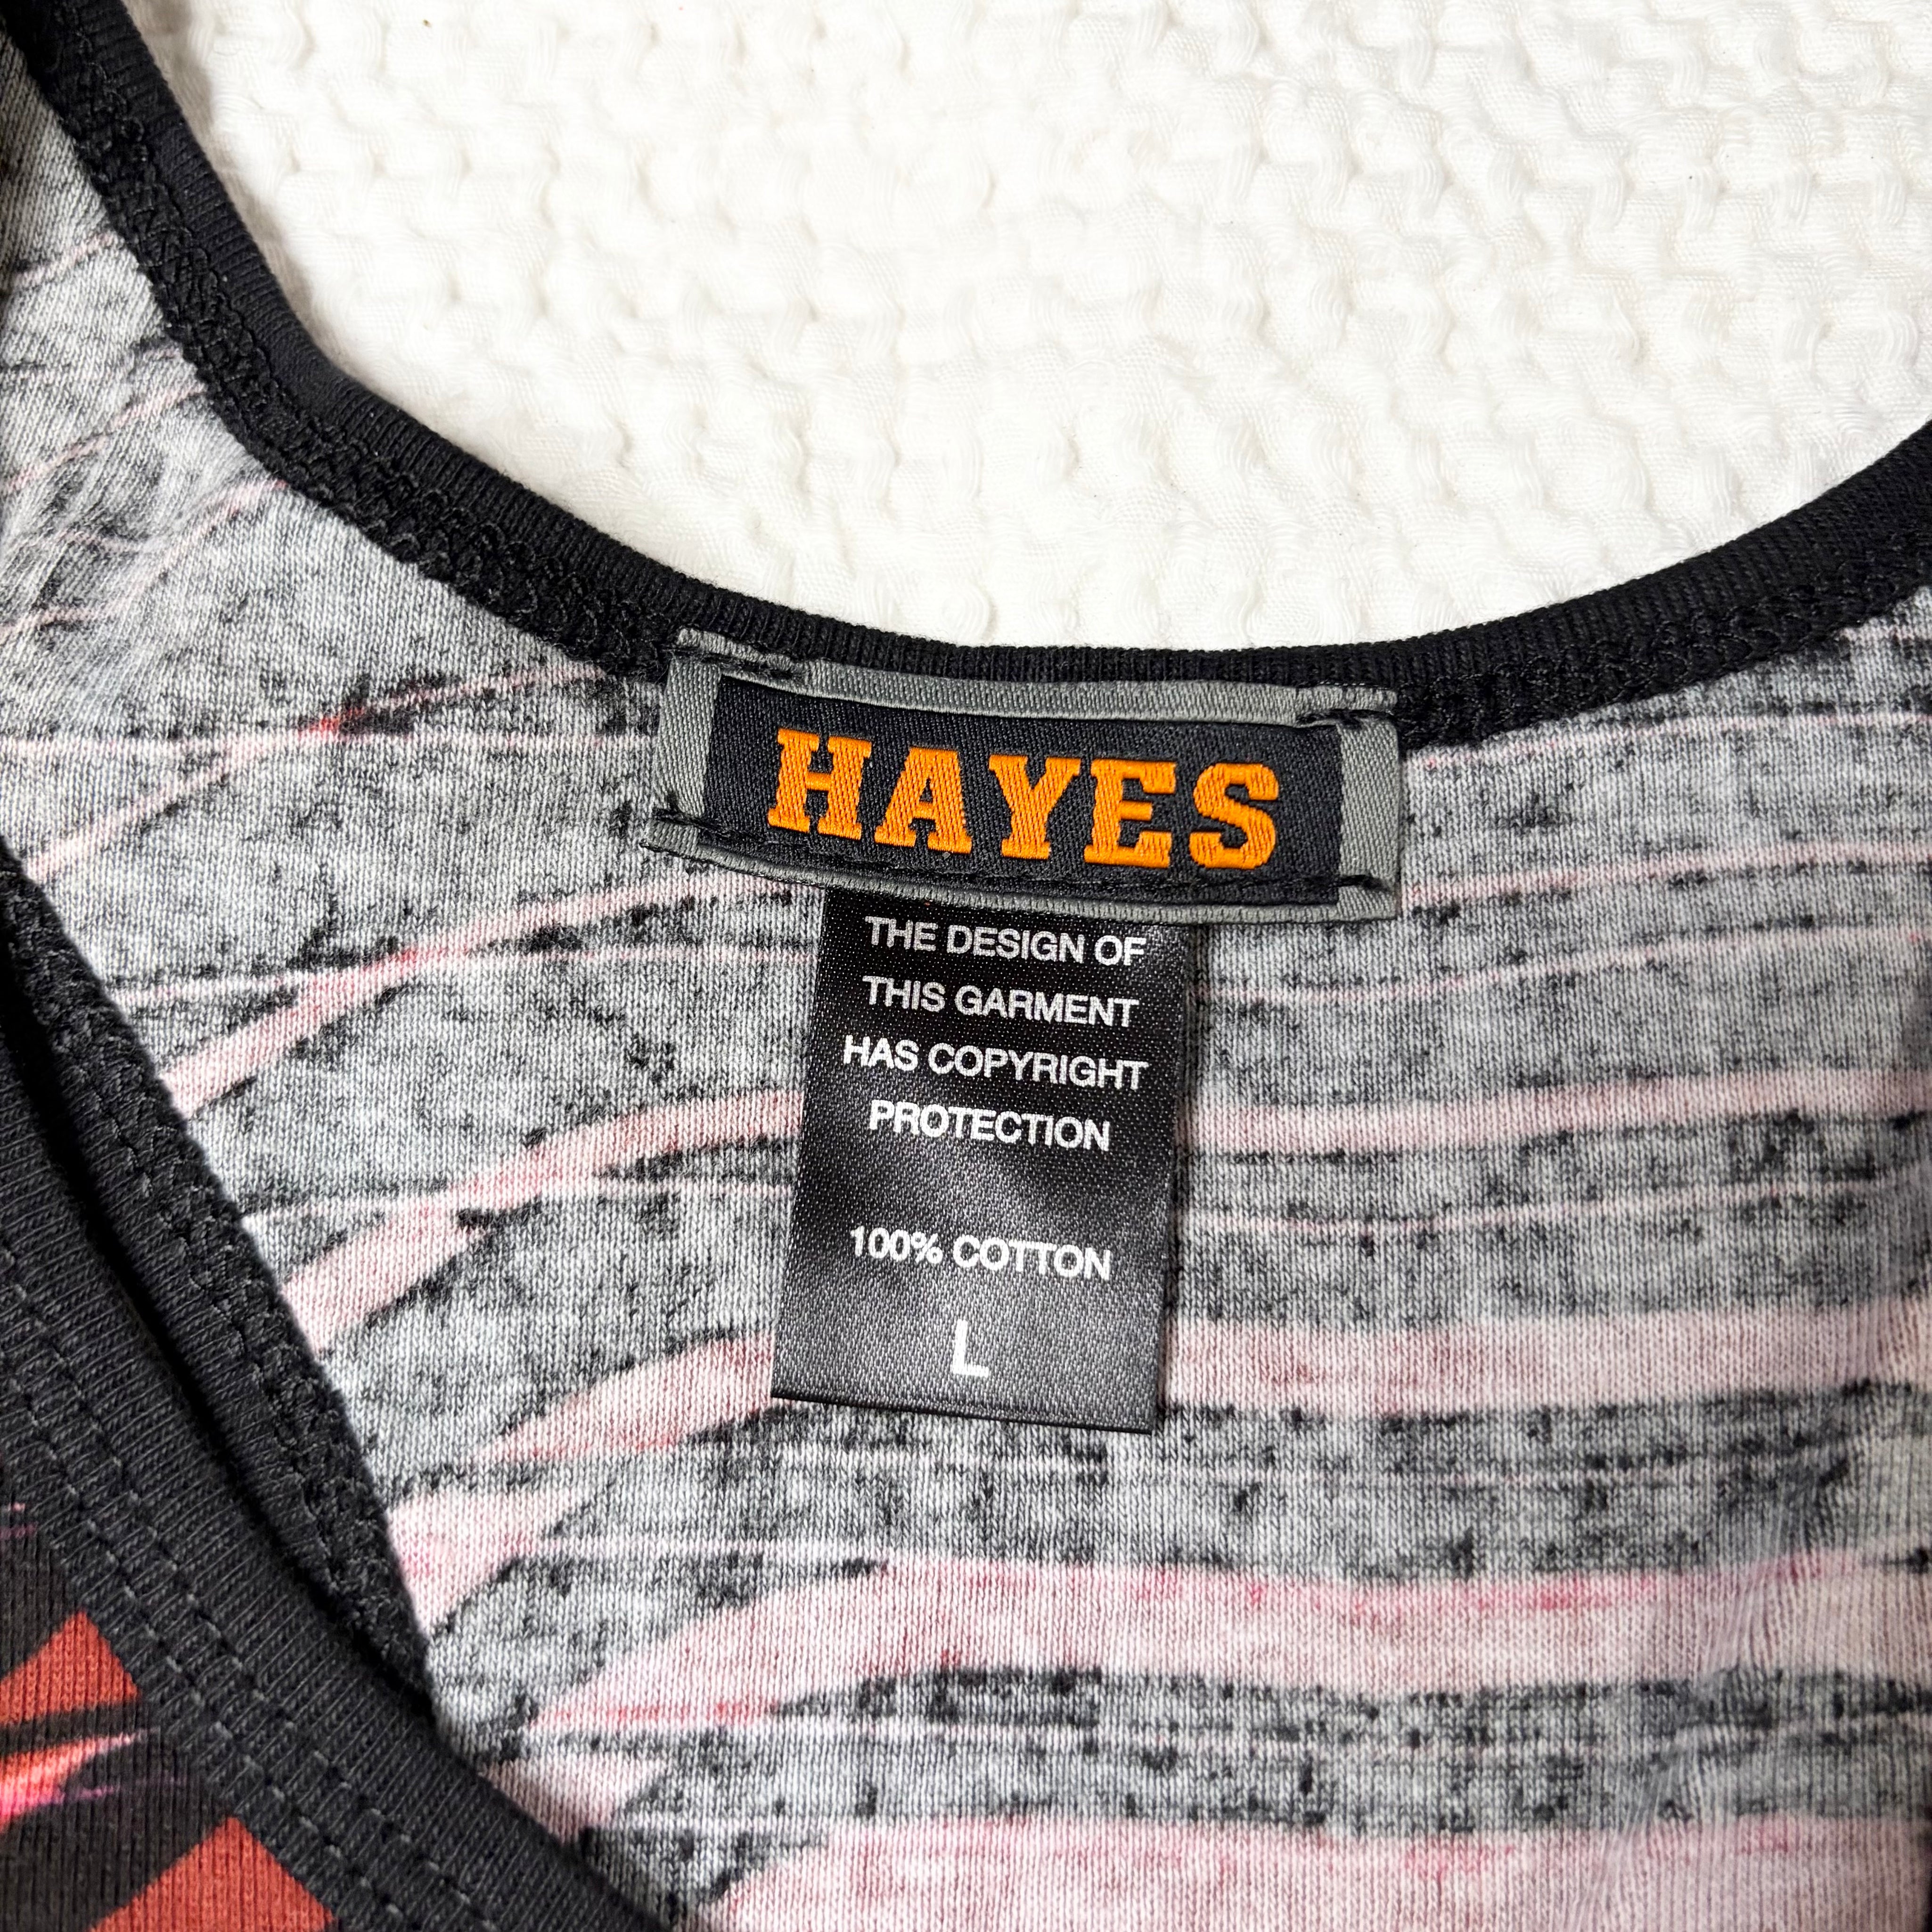 HAYES
THE DESIGN OF
THIS GARMENT
HAS COPYRIGHT
PROTECTION
100% COTTON
L